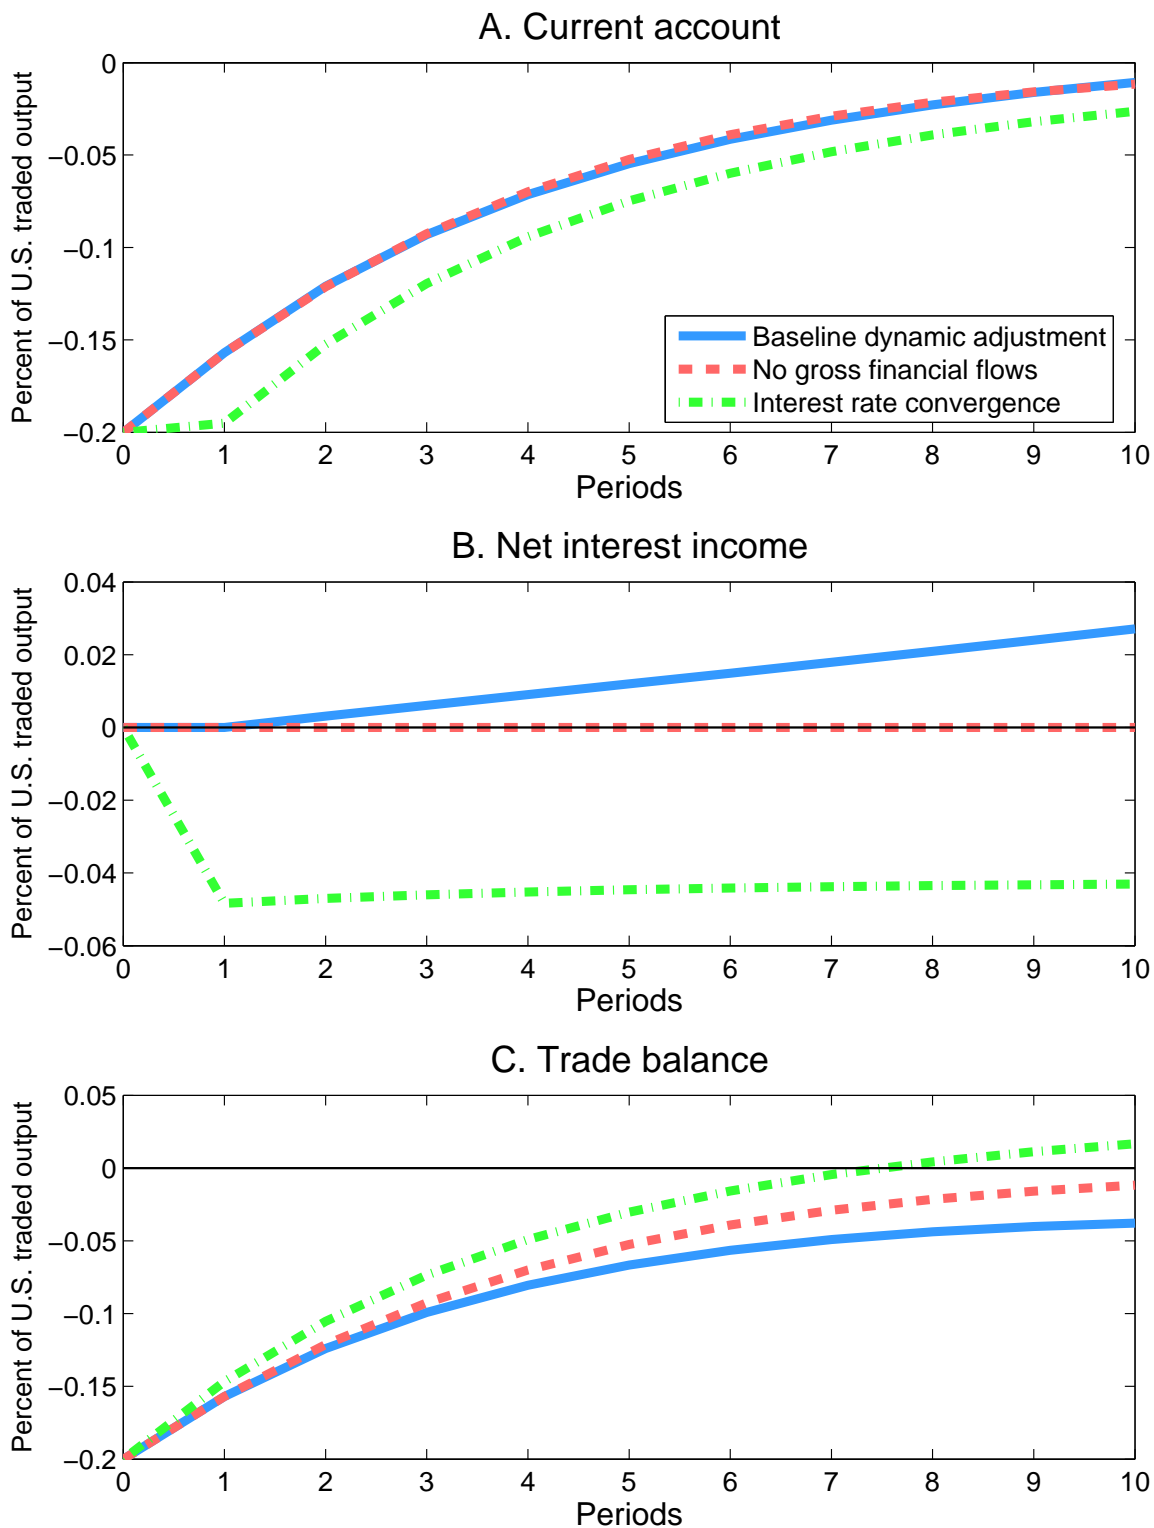 A. Current account
Percent of U.S. traded output
0
−0.05
−0.1
−0.15
−0.2
Baseline dynamic adjustment
No gross financial flows
Interest rate convergence
0 1 2 3 4 5 6 7 8 9 10
Periods
B. Net interest income
Percent of U.S. traded output
0.04
0.02
0
−0.02
−0.04
−0.06
0 1 2 3 4 5 6 7 8 9 10
Periods
C. Trade balance
Percent of U.S. traded output
0.05
0
−0.05
−0.1
−0.15
−0.2
0 1 2 3 4 5 6 7 8 9 10
Periods